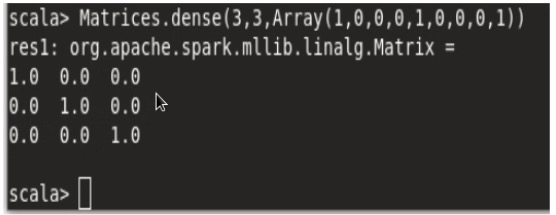 scala> Matrices.dense(3,3,Array(1,0,0,0,1,0,0,0,1))
res1: org.apache.spark.mllib.linalg.Matrix =
1.0  0.0  0.0
0.0  1.0  0.0
0.0  0.0  1.0
scala>